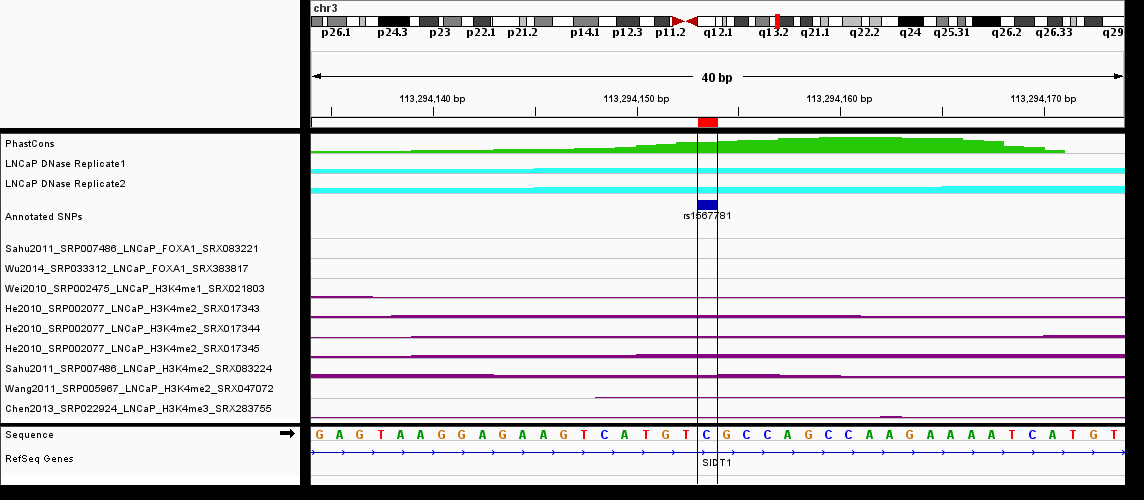 chr3
p26.1 p24.3 p23 p22.1 p21.2 p14.1 p12.3 p11.2 q12.1 q13.2 q21.1 q22.2 q24 q25.31 q26.2 q26.33 q29
40 bp
113,294,140 bp 113,294,150 bp 113,294,160 bp 113,294,170 bp
PhastCons
LNCaP DNase Replicate1
LNCaP DNase Replicate2
Annotated SNPs rs1567781
Sahu2011_SRP007486_LNCaP_FOXA1_SRX083221
Wu2014_SRP033312_LNCaP_FOXA1_SRX383817
Wei2010_SRP002475_LNCaP_H3K4me1_SRX021803
He2010_SRP002077_LNCaP_H3K4me2_SRX017343
He2010_SRP002077_LNCaP_H3K4me2_SRX017344
He2010_SRP002077_LNCaP_H3K4me2_SRX017345
Sahu2011_SRP007486_LNCaP_H3K4me2_SRX083224
Wang2011_SRP005967_LNCaP_H3K4me2_SRX047072
Chen2013_SRP022924_LNCaP_H3K4me3_SRX283755
Sequence G A G T A A G G A G A A G T C A T G T C G C C A G C C A A G A A A A T C A T G T
RefSeq Genes SIDT1